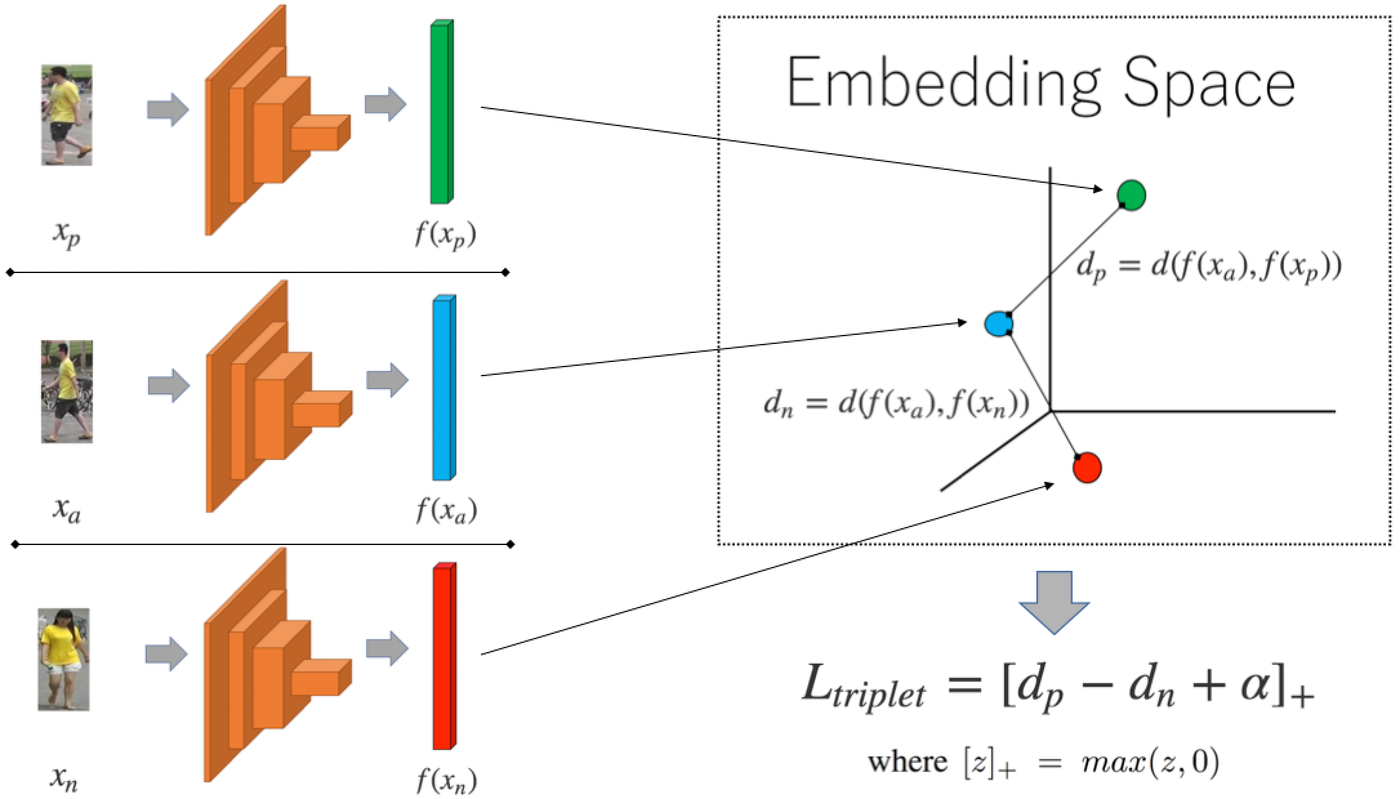 x_p
f(x_p)
x_a
f(x_a)
x_n
f(x_n)
Embedding Space
d_p = d(f(x_a), f(x_p))
d_n = d(f(x_a), f(x_n))
L_{triplet} = [d_p − d_n + α]_+
where [z]_+ = max(z, 0)